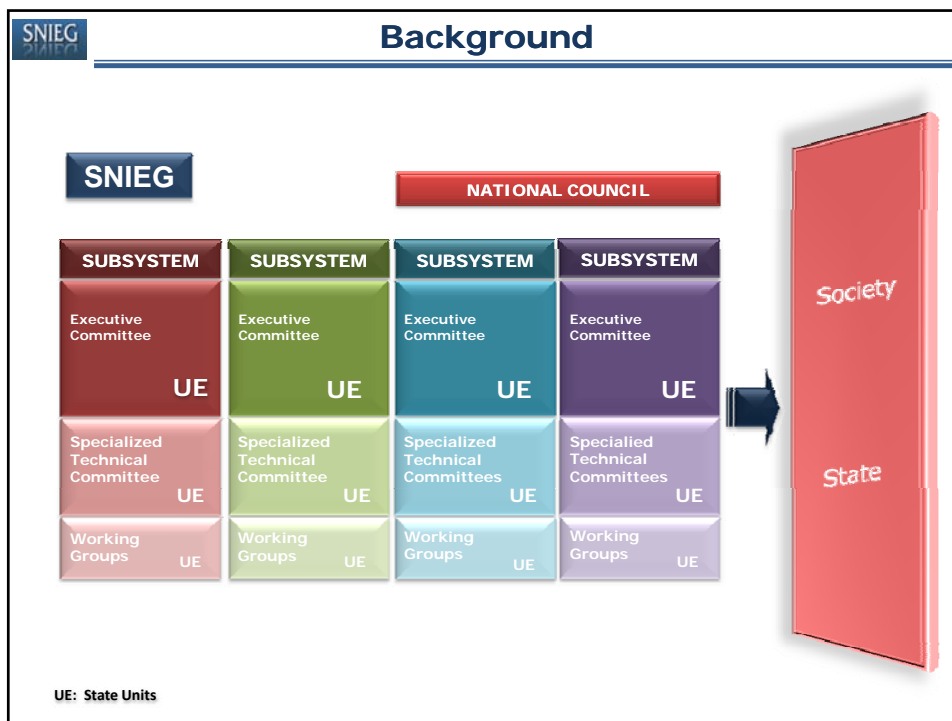 SNIEG
Background
SNIEG
NATIONAL COUNCIL
SUBSYSTEM
Executive
Committee
UE
Specialized
Technical
Committee
UE
Working
Groups
UE
SUBSYSTEM
Executive
Committee
UE
Specialized
Technical
Committee
UE
Working
Groups
UE
SUBSYSTEM
Executive
Committee
UE
Specialized
Technical
Committees
UE
Working
Groups
UE
SUBSYSTEM
Executive
Committee
UE
Specialied
Technical
Committees
UE
Working
Groups
UE
Society
State
UE: State Units